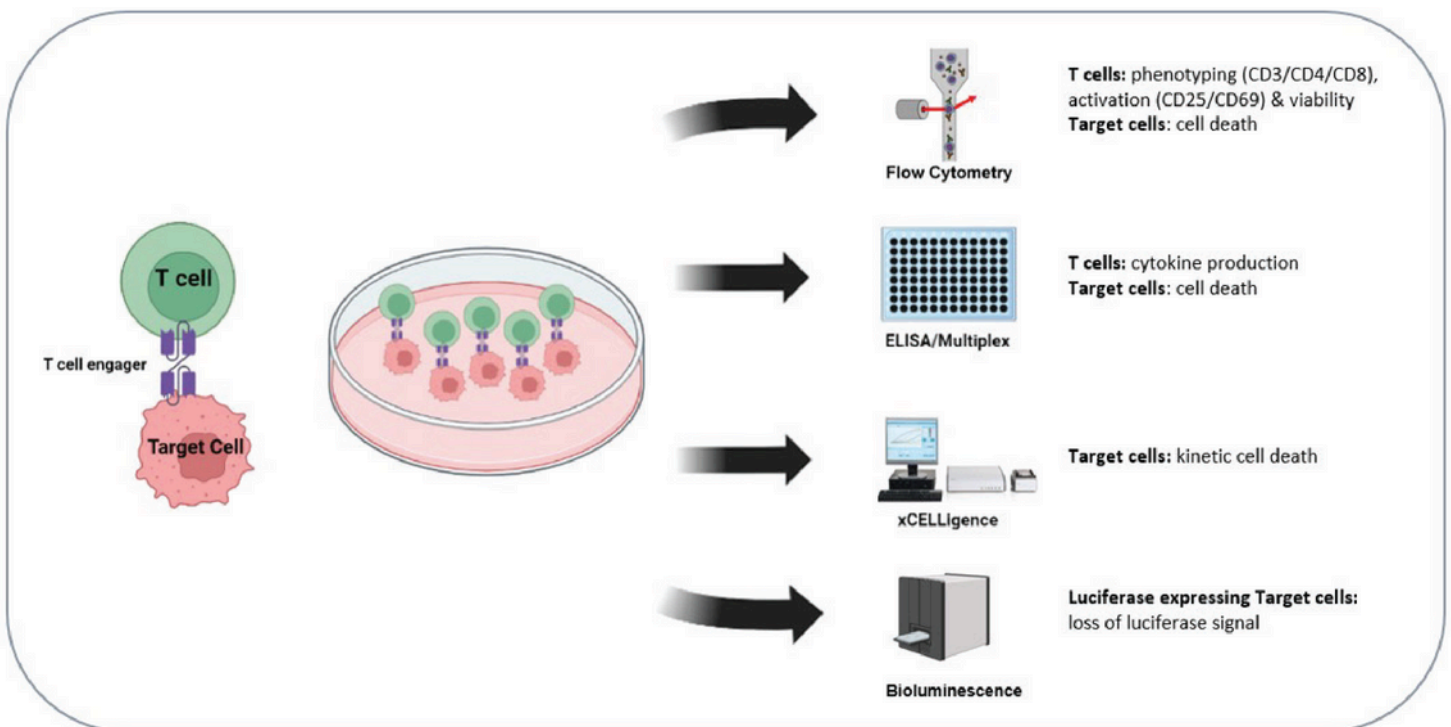 T cell
T cell engager
Target Cell
Flow Cytometry
T cells: phenotyping (CD3/CD4/CD8),
activation (CD25/CD69) & viability
Target cells: cell death
ELISA/Multiplex
T cells: cytokine production
Target cells: cell death
xCELLigence
Target cells: kinetic cell death
Bioluminescence
Luciferase expressing Target cells:
loss of luciferase signal